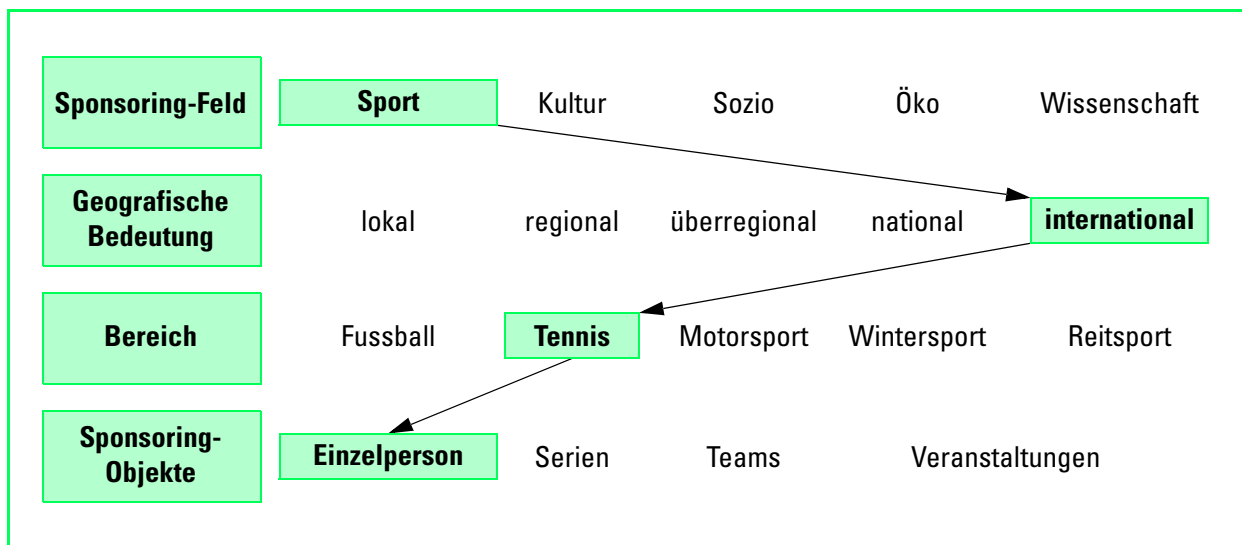 Sponsoring-Feld Sport Kultur Sozio Öko Wissenschaft
Geografische
Bedeutung lokal regional überregional national international
Bereich Fussball Tennis Motorsport Wintersport Reitsport
Sponsoring-
Objekte Einzelperson Serien Teams Veranstaltungen